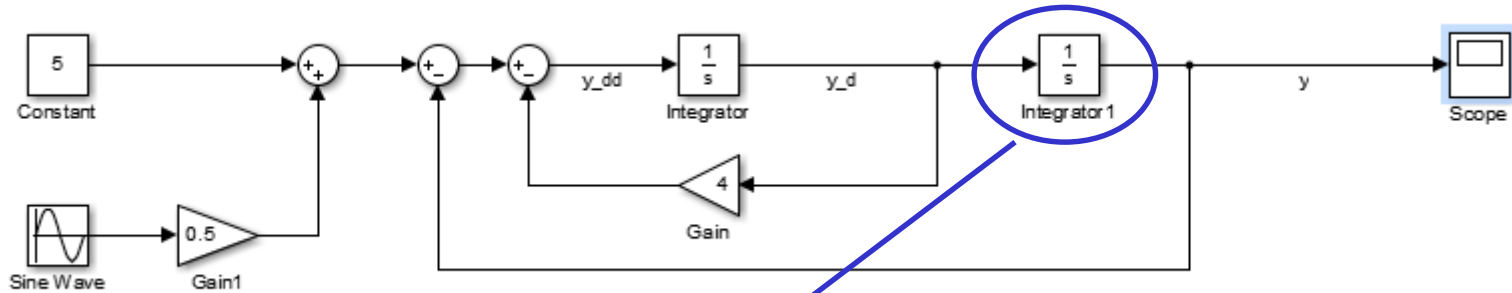 5
Constant
+
+
+
−
+
−
y_dd
1
s
Integrator
y_d
1
s
Integrator1
y
Scope
4
Gain
Sine Wave
0.5
Gain1